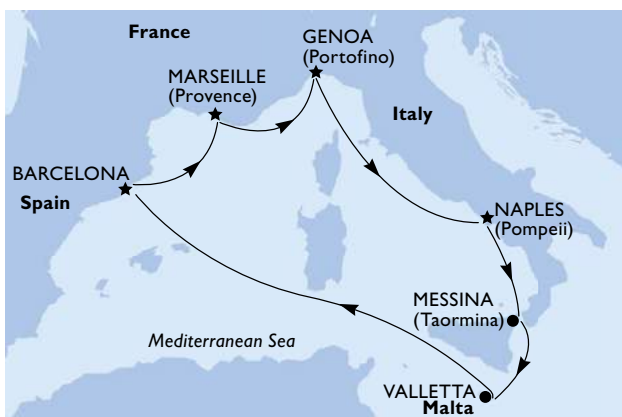 France
GENOA
(Portofino)
MARSEILLE
(Provence)
Italy
BARCELONA
Spain
NAPLES
(Pompeii)
MESSINA
(Taormina)
Mediterranean Sea
VALLETTA
Malta